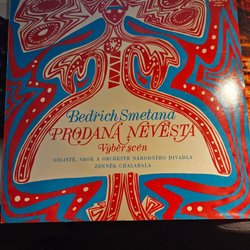 Bedřich Smetana
PRODANÁ NEVĚSTA
Výběr scén
SÓLISTÉ, SBOR A ORCHESTR NÁRODNÍHO DIVADLA
ZDENĚK CHALABALA